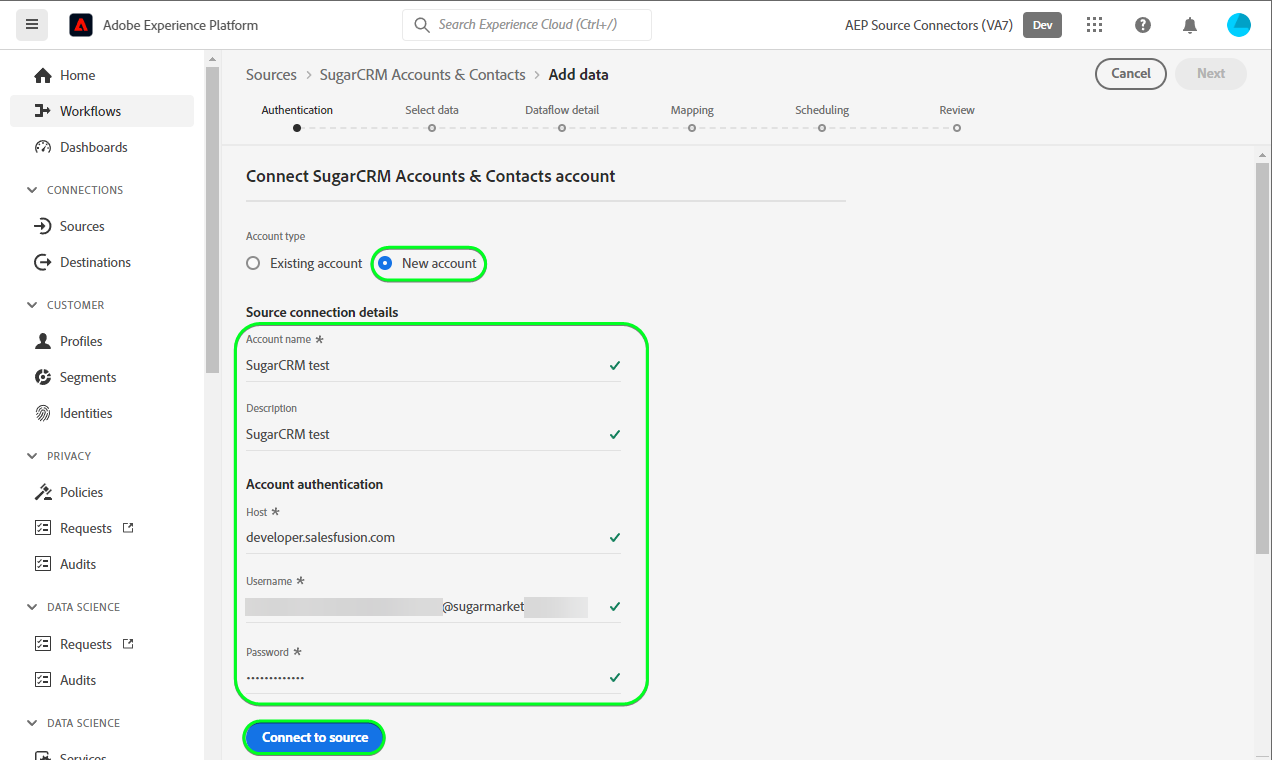 Adobe Experience Platform
Search Experience Cloud (Ctrl+/)
AEP Source Connectors (VA7)
Dev
Home
Workflows
Dashboards
CONNECTIONS
Sources
Destinations
CUSTOMER
Profiles
Segments
Identities
PRIVACY
Policies
Requests
Audits
DATA SCIENCE
Requests
Audits
DATA SCIENCE
Services
Sources > SugarCRM Accounts & Contacts > Add data
Cancel
Next
Authentication
Select data
Dataflow detail
Mapping
Scheduling
Review
Connect SugarCRM Accounts & Contacts account
Account type
Existing account
New account
Source connection details
Account name *
SugarCRM test
Description
SugarCRM test
Account authentication
Host *
developer.salesfusion.com
Username *
@sugarmarket
Password *
•••••••••••••
Connect to source